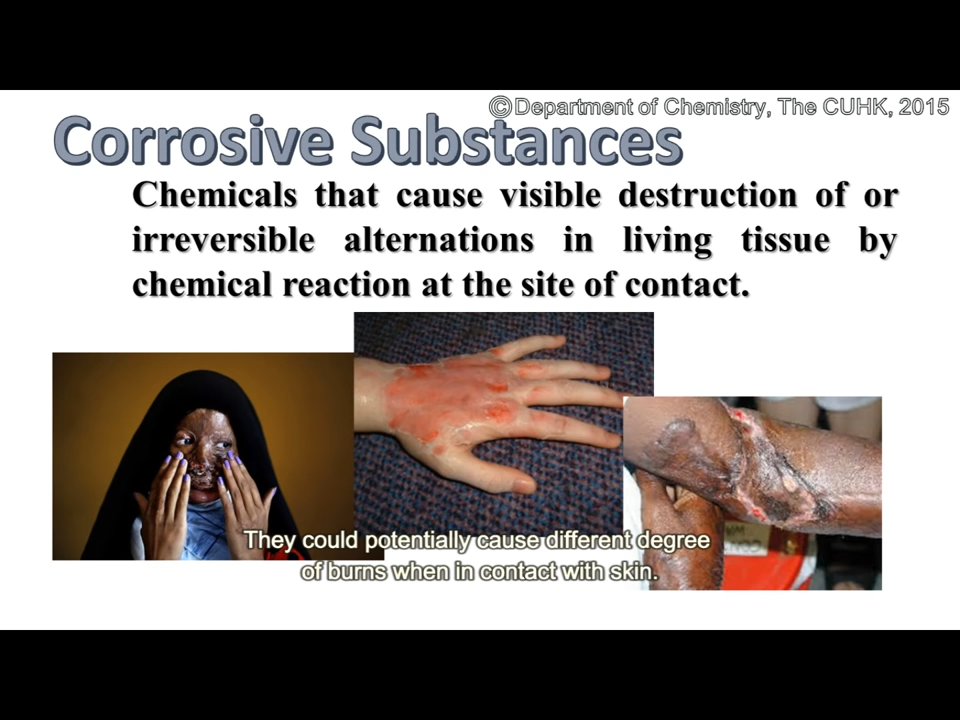 ©Department of Chemistry, The CUHK, 2015
Corrosive Substances
Chemicals that cause visible destruction of or
irreversible alternations in living tissue by
chemical reaction at the site of contact.
They could potentially cause different degree
of burns when in contact with skin.